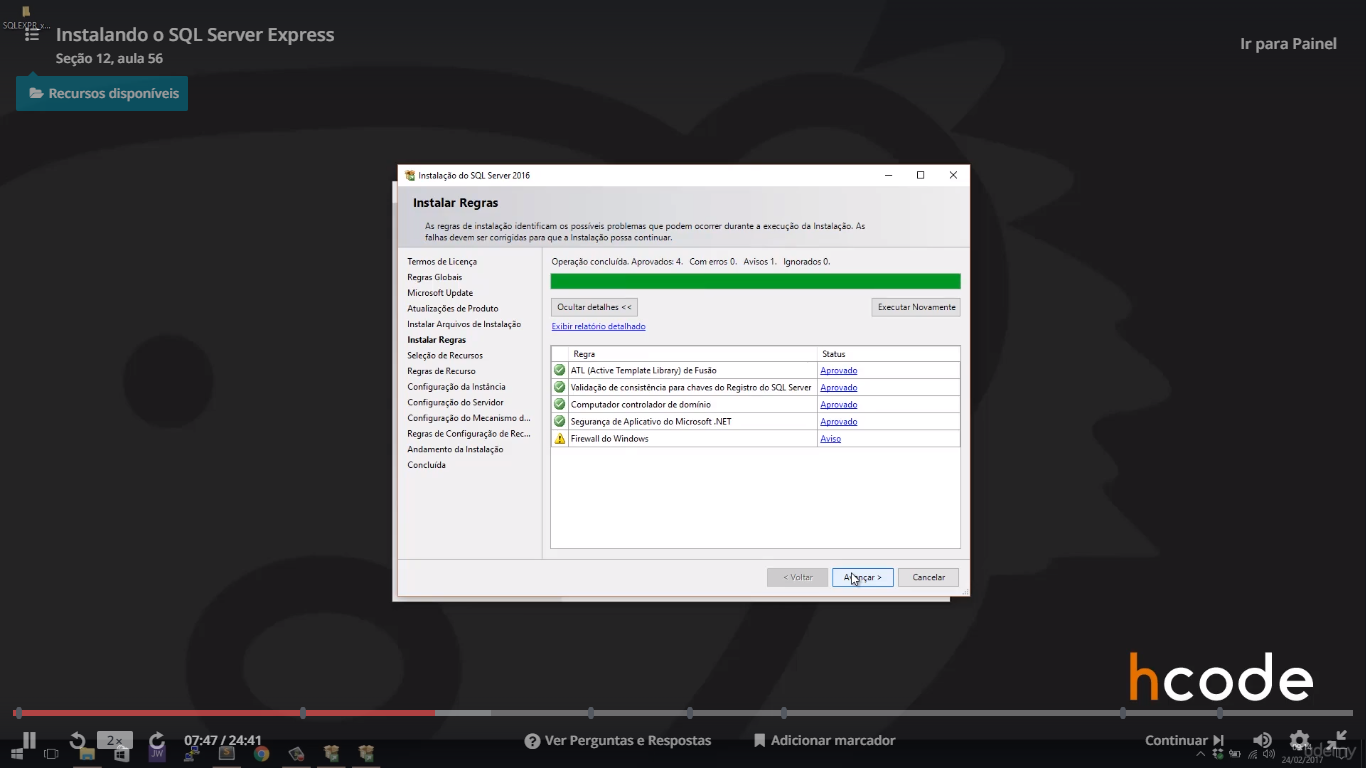 SQLEXPR_x...
Instalando o SQL Server Express
Seção 12, aula 56
Ir para Painel
Recursos disponíveis
Instalação do SQL Server 2016
Instalar Regras
As regras de instalação identificam os possíveis problemas que podem ocorrer durante a execução da Instalação. As
falhas devem ser corrigidas para que a Instalação possa continuar.
Termos de Licença
Regras Globais
Microsoft Update
Atualizações de Produto
Instalar Arquivos de Instalação
Instalar Regras
Seleção de Recursos
Regras de Recurso
Configuração da Instância
Configuração do Servidor
Configuração do Mecanismo d...
Regras de Configuração de Rec...
Andamento da Instalação
Concluída
Operação concluída. Aprovados: 4. Com erros 0. Avisos 1. Ignorados 0.
Ocultar detalhes <<
Executar Novamente
Exibir relatório detalhado
Regra Status
ATL (Active Template Library) de Fusão Aprovado
Validação de consistência para chaves do Registro do SQL Server Aprovado
Computador controlador de domínio Aprovado
Segurança de Aplicativo do Microsoft .NET Aprovado
Firewall do Windows Aviso
< Voltar Avançar > Cancelar
hcode
2x 07:47 / 24:41 Ver Perguntas e Respostas Adicionar marcador Continuar
JW
udemy
24/02/2017